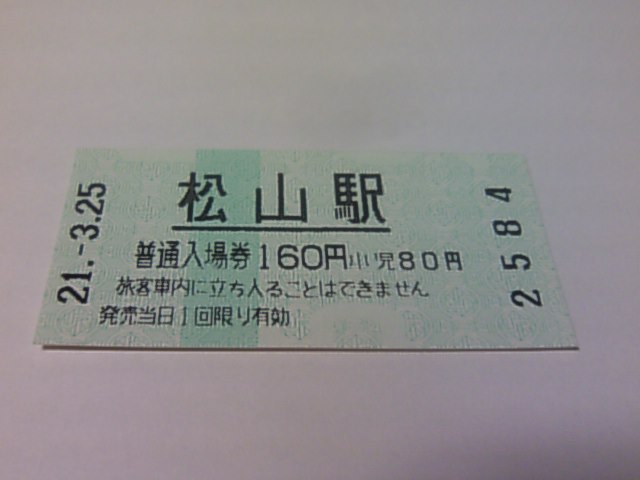 松山駅
普通入場券160円小児80円
旅客車内に立ち入ることはできません
発売当日1回限り有効
21.-3.25
2584